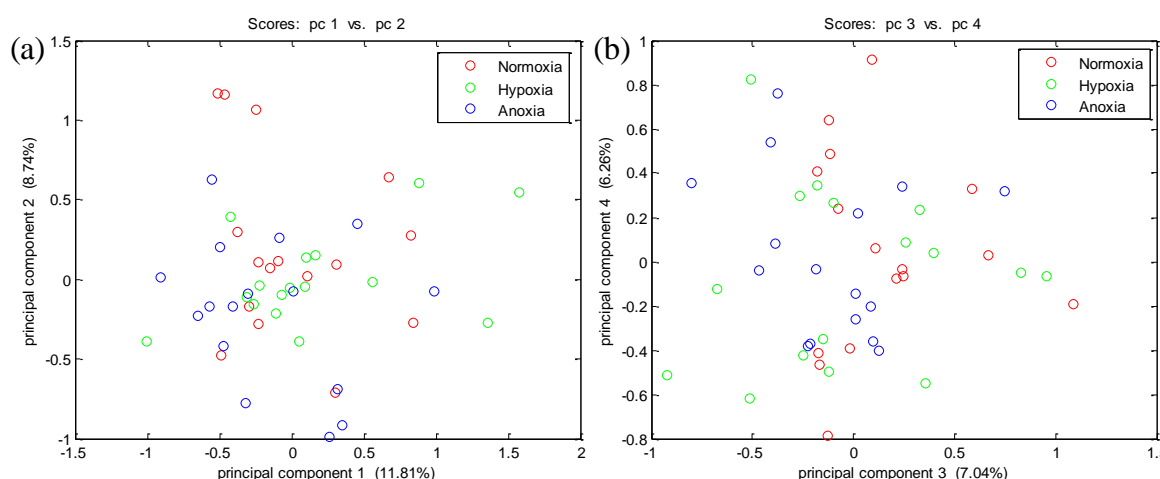 (a)
Scores: pc 1 vs. pc 2
1.5
1
0.5
0
-0.5
-1
principal component 2 (8.74%)
Normoxia
Hypoxia
Anoxia
-1.5 -1 -0.5 0 0.5 1 1.5 2
principal component 1 (11.81%)
(b)
Scores: pc 3 vs. pc 4
1
0.8
0.6
0.4
0.2
0
-0.2
-0.4
-0.6
-0.8
principal component 4 (6.26%)
Normoxia
Hypoxia
Anoxia
-1 -0.5 0 0.5 1 1.5
principal component 3 (7.04%)